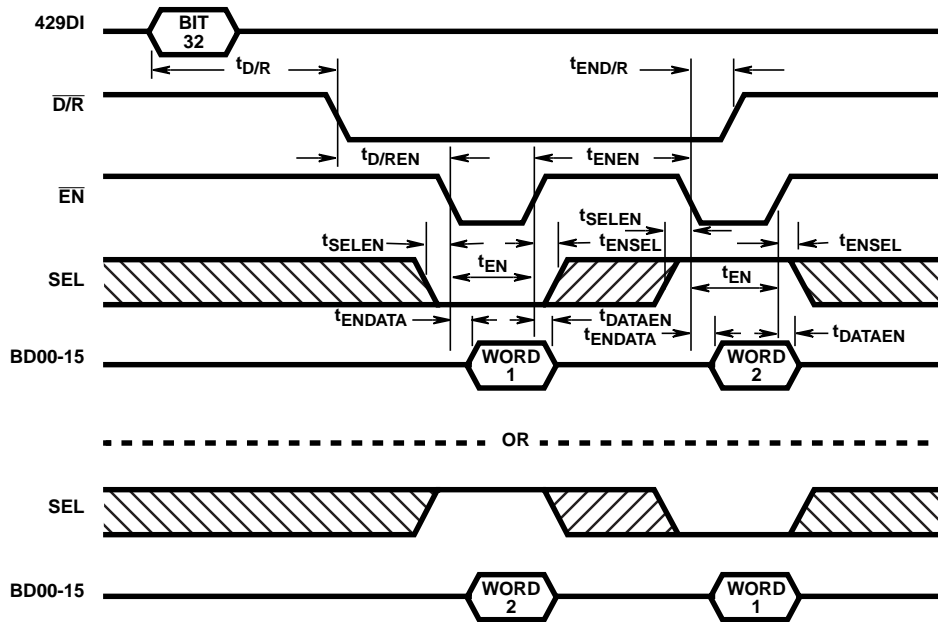 429DI
BIT
32
tD/R
tEND/R
D/R
tD/REN
tENEN
EN
tSELEN
tSELEN
tENSEL
tENSEL
SEL
tEN
tEN
tENDATA
tDATAEN
tENDATA
tDATAEN
BD00-15
WORD
1
WORD
2
OR
SEL
BD00-15
WORD
2
WORD
1